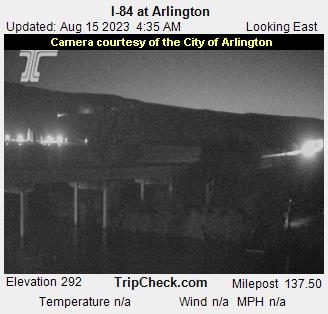 I-84 at Arlington
Updated: Aug 15 2023 4:35 AM Looking East
Camera courtesy of the City of Arlington
Elevation 292 TripCheck.com Milepost 137.50
Temperature n/a Wind n/a MPH n/a